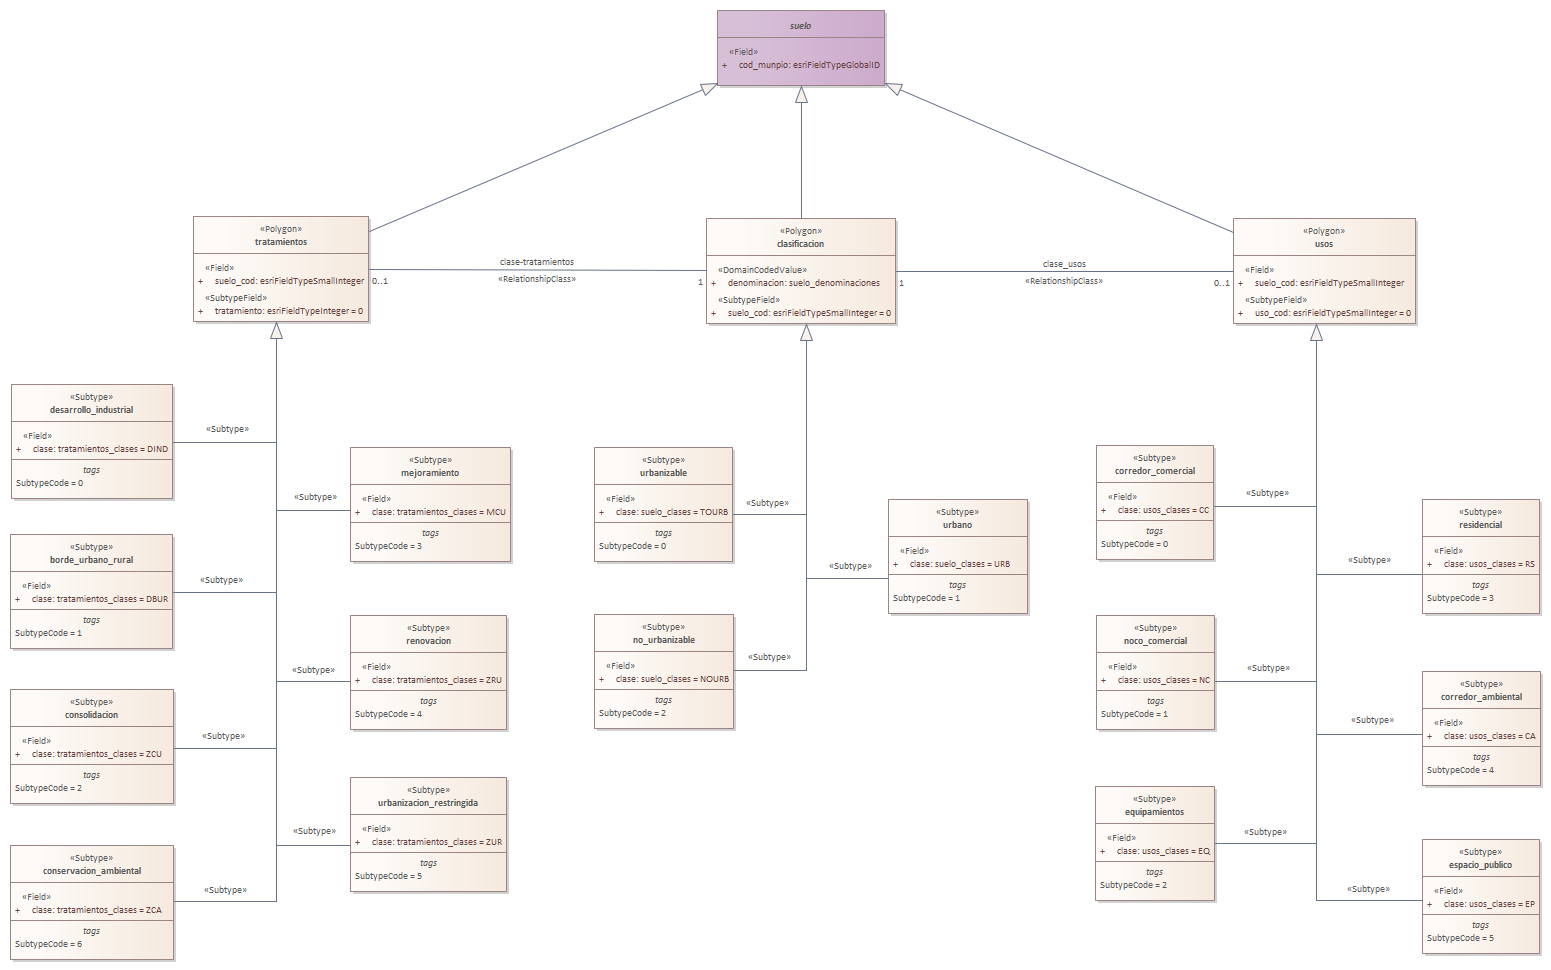 suelo
«Field»
+ cod_munpio: esriFieldTypeGlobalID
«Polygon»
tratamientos
«Field»
+ suelo_cod: esriFieldTypeSmallInteger
«SubtypeField»
+ tratamiento: esriFieldTypeInteger = 0
clase-tratamientos
«RelationshipClass»
0..1
1
«Polygon»
clasificacion
«DomainCodedValue»
+ denominacion: suelo_denominaciones
«SubtypeField»
+ suelo_cod: esriFieldTypeSmallInteger = 0
clase_usos
«RelationshipClass»
1
0..1
«Polygon»
usos
«Field»
+ suelo_cod: esriFieldTypeSmallInteger
«SubtypeField»
+ uso_cod: esriFieldTypeSmallInteger = 0
«Subtype»
desarrollo_industrial
«Field»
+ clase: tratamientos_clases = DIND
tags
SubtypeCode = 0
«Subtype»
«Subtype»
borde_urbano_rural
«Field»
+ clase: tratamientos_clases = DBUR
tags
SubtypeCode = 1
«Subtype»
«Subtype»
consolidacion
«Field»
+ clase: tratamientos_clases = ZCU
tags
SubtypeCode = 2
«Subtype»
«Subtype»
conservacion_ambiental
«Field»
+ clase: tratamientos_clases = ZCA
tags
SubtypeCode = 6
«Subtype»
«Subtype»
«Subtype»
mejoramiento
«Field»
+ clase: tratamientos_clases = MCU
tags
SubtypeCode = 3
«Subtype»
«Subtype»
renovacion
«Field»
+ clase: tratamientos_clases = ZRU
tags
SubtypeCode = 4
«Subtype»
«Subtype»
urbanizacion_restringida
«Field»
+ clase: tratamientos_clases = ZUR
tags
SubtypeCode = 5
«Subtype»
urbanizable
«Field»
+ clase: suelo_clases = TOURB
tags
SubtypeCode = 0
«Subtype»
«Subtype»
no_urbanizable
«Field»
+ clase: suelo_clases = NOURB
tags
SubtypeCode = 2
«Subtype»
«Subtype»
«Subtype»
urbano
«Field»
+ clase: suelo_clases = URB
tags
SubtypeCode = 1
«Subtype»
corredor_comercial
«Field»
+ clase: usos_clases = CC
tags
SubtypeCode = 0
«Subtype»
«Subtype»
noco_comercial
«Field»
+ clase: usos_clases = NC
tags
SubtypeCode = 1
«Subtype»
«Subtype»
equipamientos
«Field»
+ clase: usos_clases = EQ
tags
SubtypeCode = 2
«Subtype»
«Subtype»
«Subtype»
residencial
«Field»
+ clase: usos_clases = RS
tags
SubtypeCode = 3
«Subtype»
«Subtype»
corredor_ambiental
«Field»
+ clase: usos_clases = CA
tags
SubtypeCode = 4
«Subtype»
«Subtype»
espacio_publico
«Field»
+ clase: usos_clases = EP
tags
SubtypeCode = 5